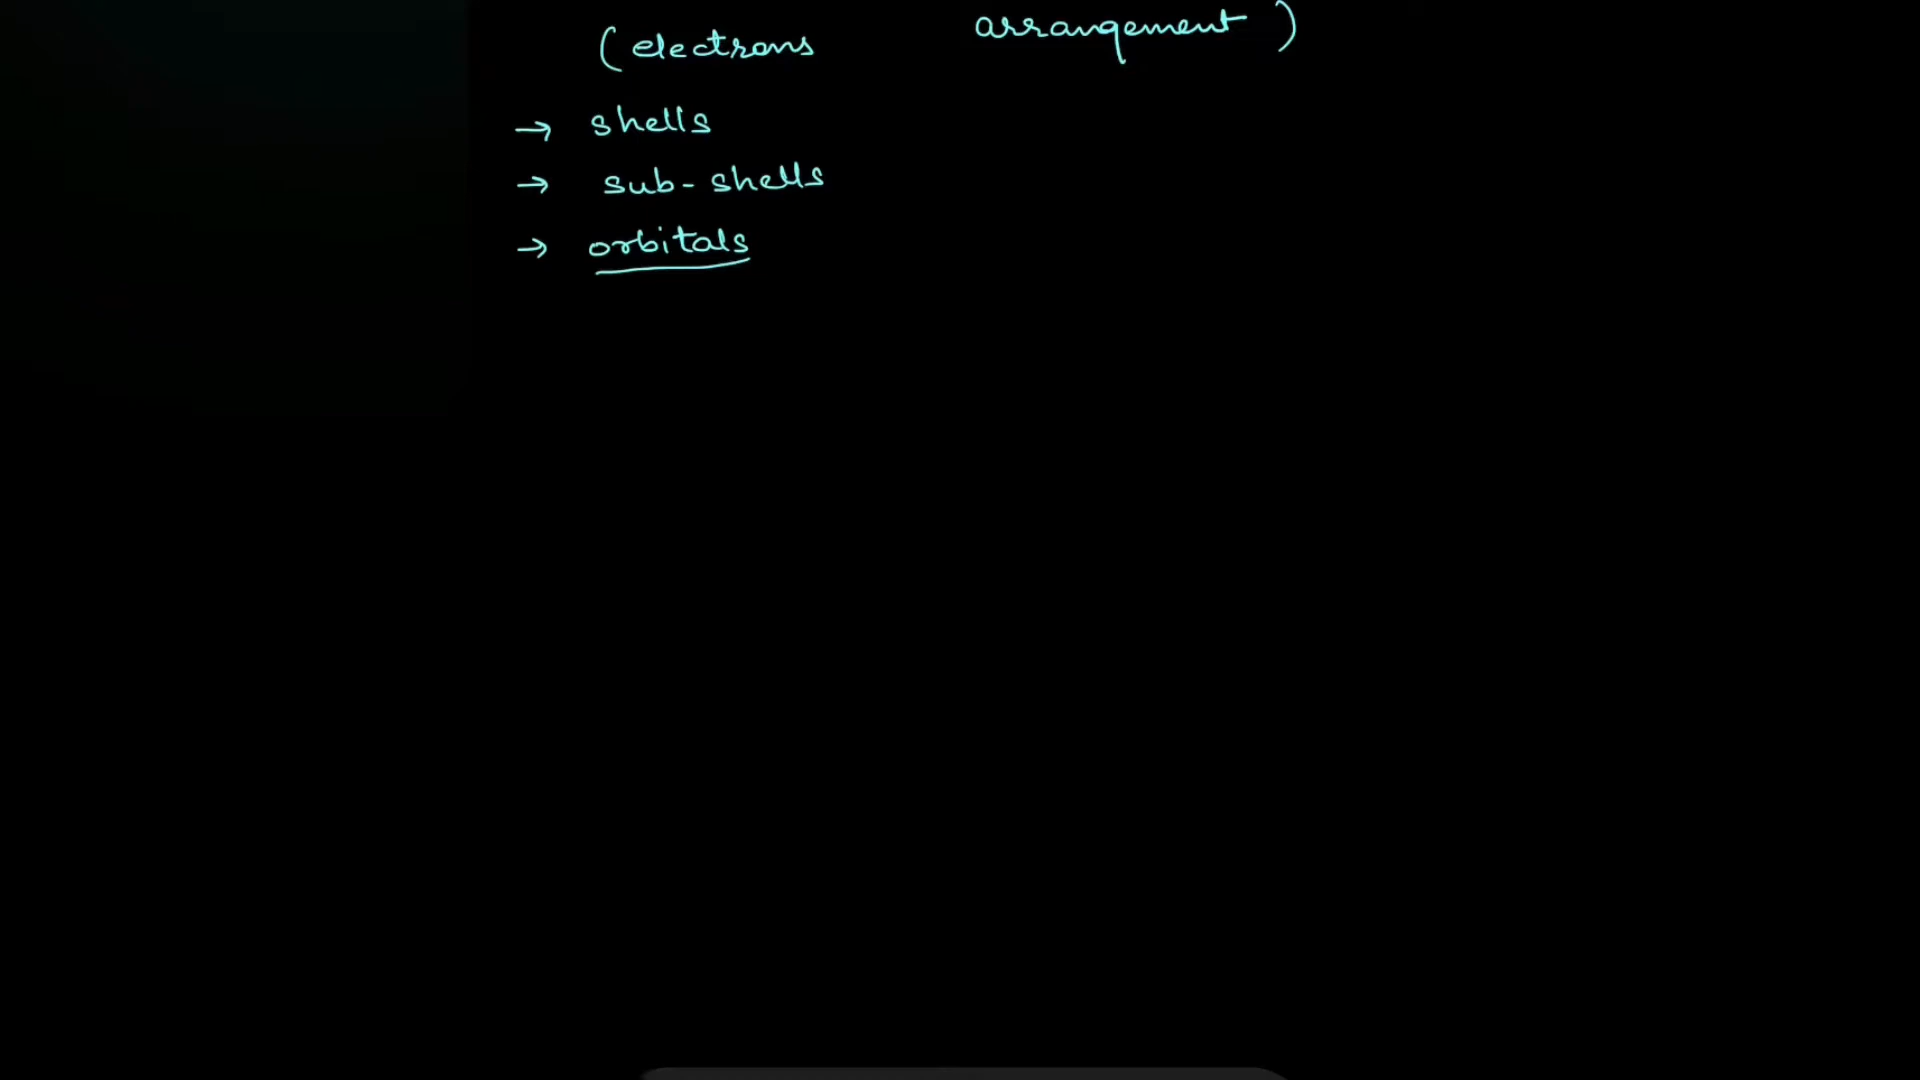 (electrons arrangement)
→ shells
→ sub-shells
→ orbitals